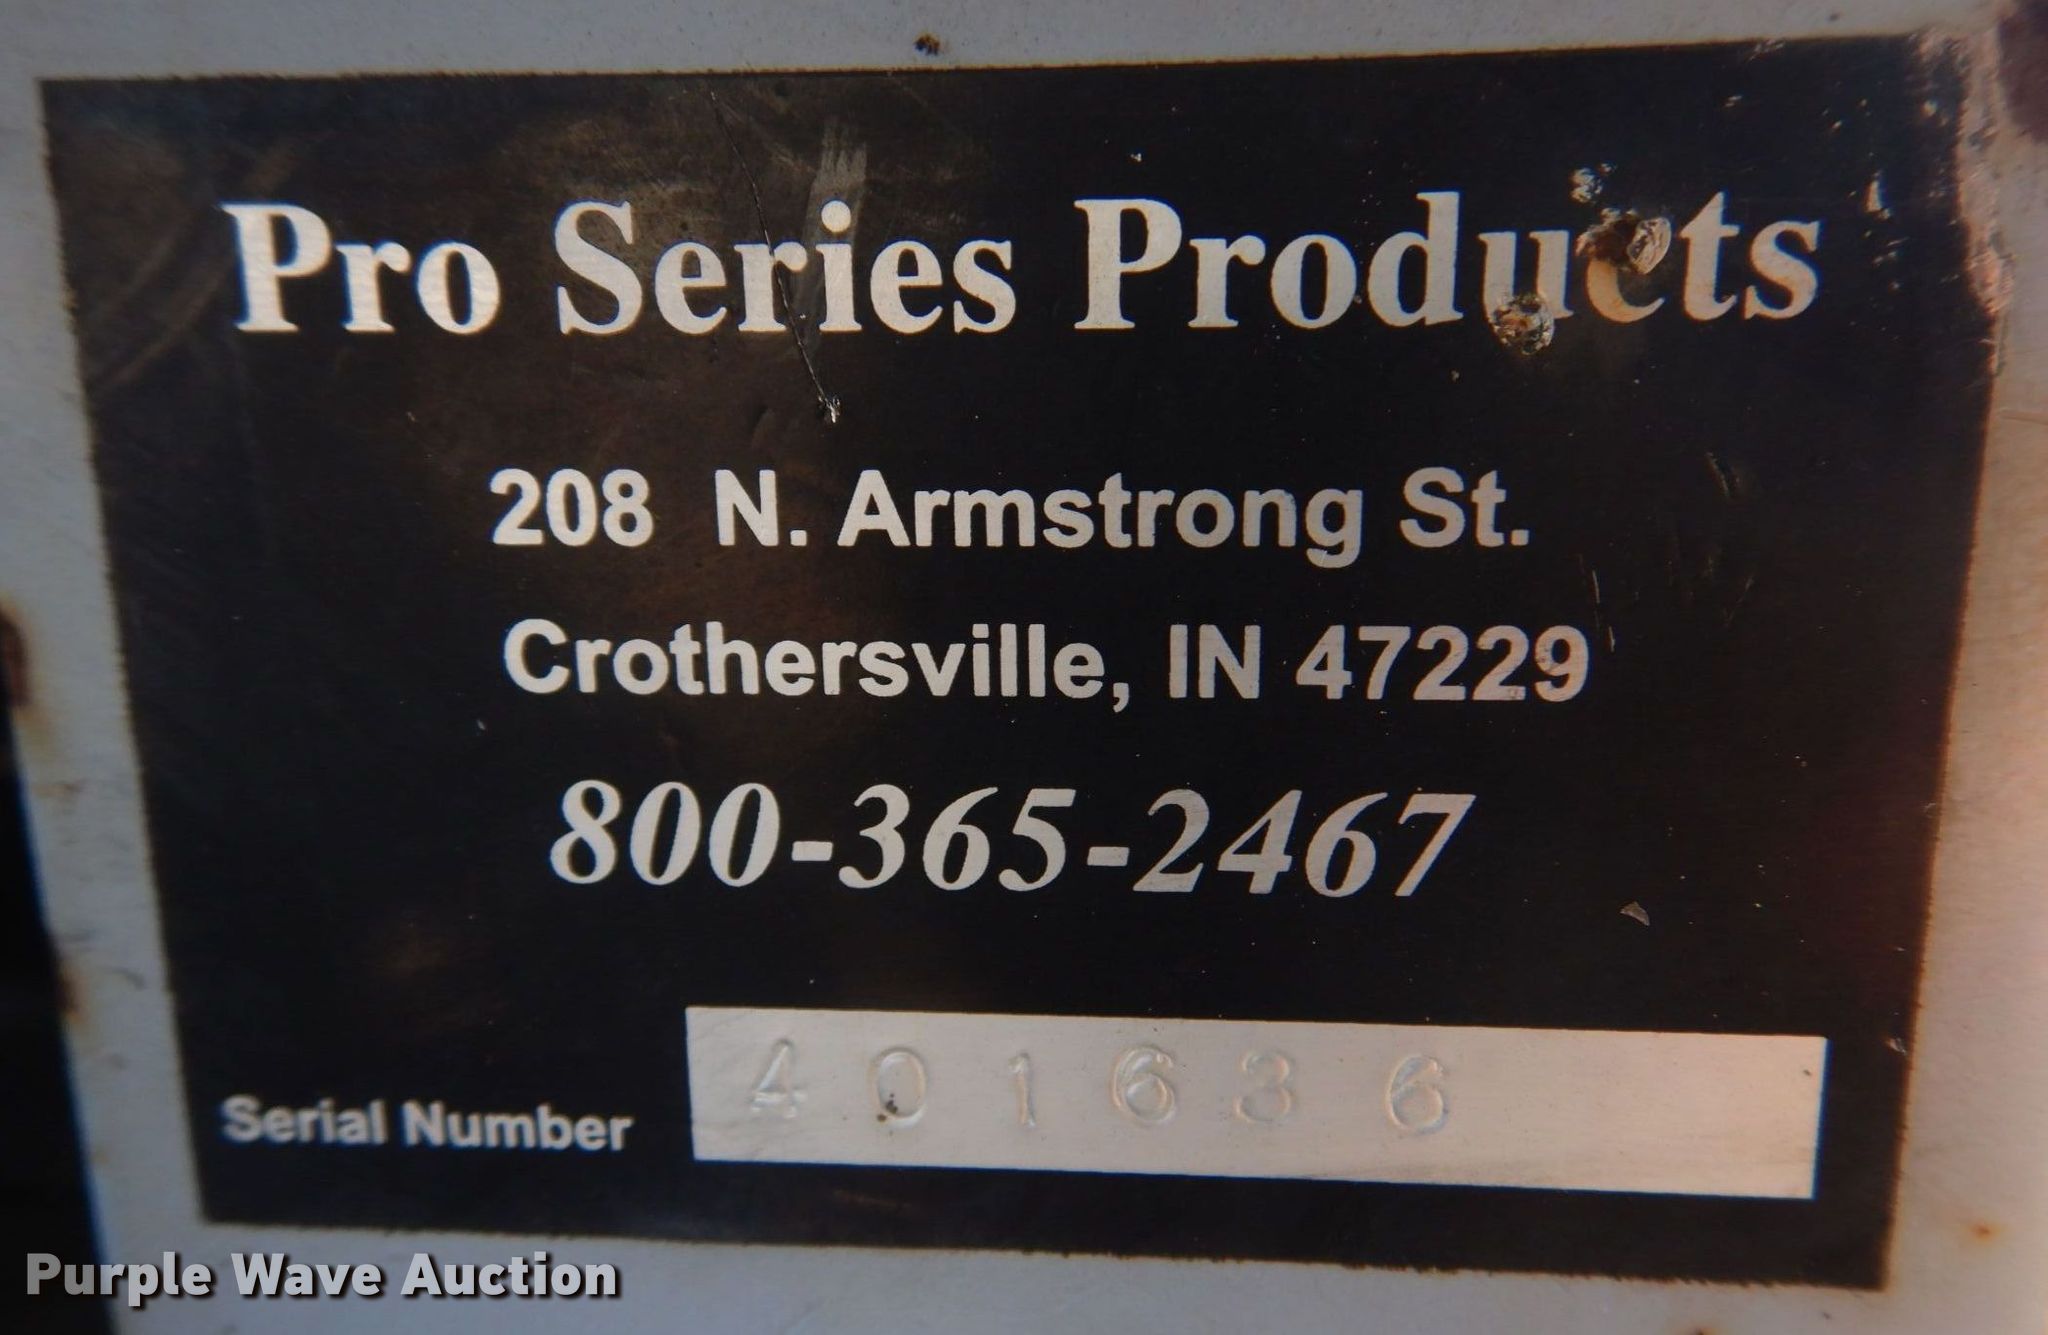 Pro Series Products
208 N. Armstrong St.
Crothersville, IN 47229
800-365-2467
Serial Number 401636
Purple Wave Auction